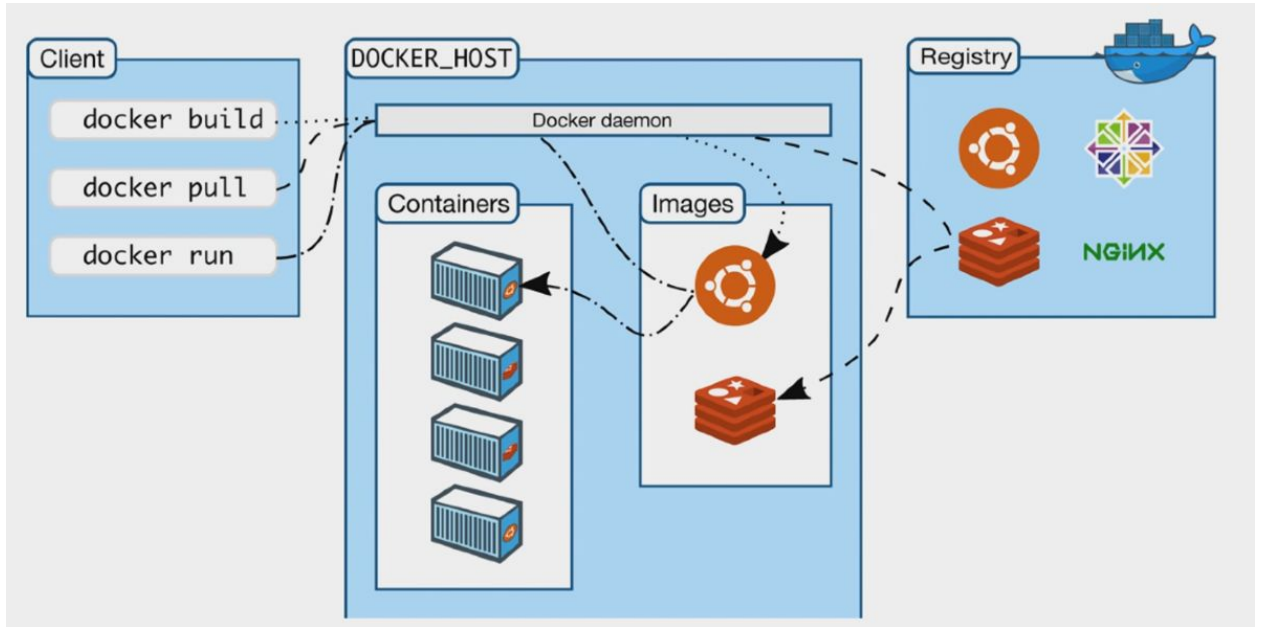 Client
docker build
docker pull
docker run
DOCKER_HOST
Docker daemon
Containers
Images
Registry
NGINX